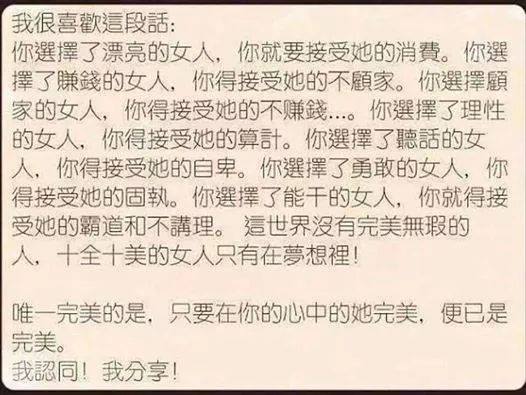 我很喜歡這段話:
你選擇了漂亮的女人, 你就要接受她的消費。你選
擇了賺錢的女人, 你得接受她的不顧家。你選擇顧
家的女人, 你得接受她的不赚錢...。你選擇了理性
的女人, 你得接受她的算計。你選擇了聽話的女
人, 你得接受她的自卑。你選擇了勇敢的女人, 你
得接受她的固執。你選擇了能干的女人, 你就得接
受她的霸道和不講理。 這世界沒有完美無瑕的
人, 十全十美的女人只有在夢想裡!
唯一完美的是, 只要在你的心中的她完美, 便已是
完美。
我認同! 我分享!